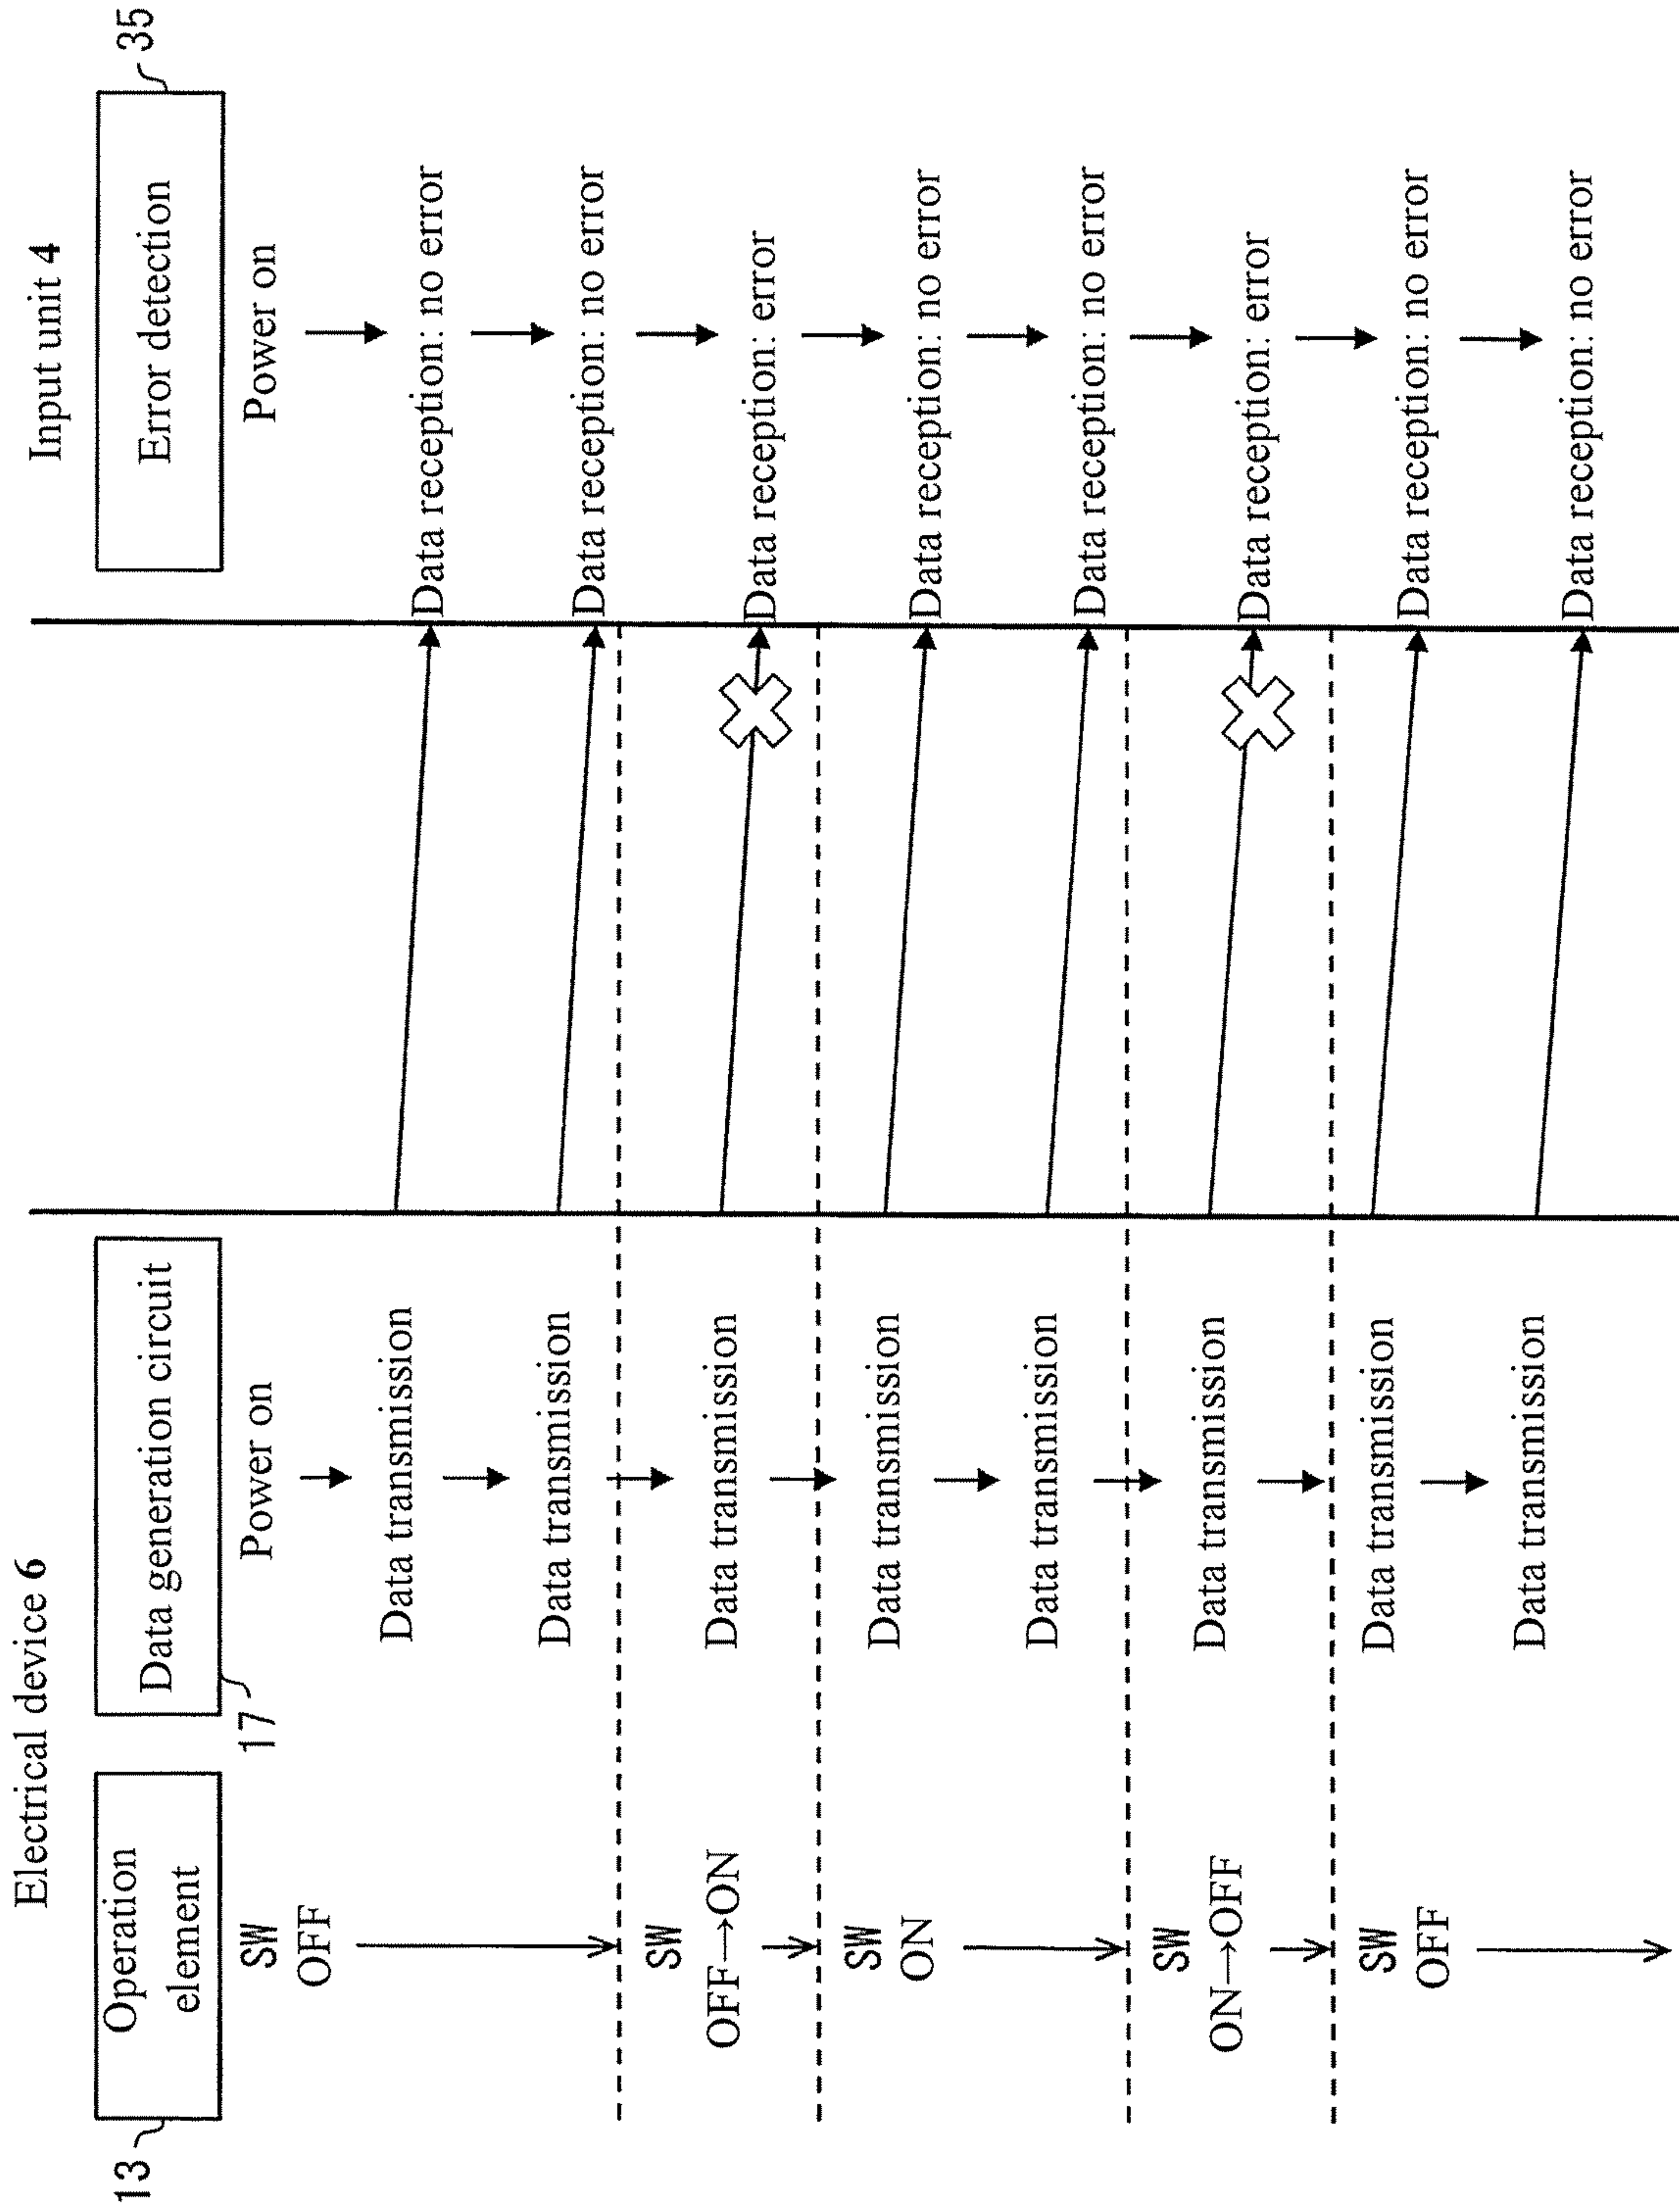 Electrical device 6
Input unit 4
13
Operation
element
17
Data generation circuit
Error detection
35
SW
OFF
Power on
Power on
Data transmission
Data reception: no error
Data transmission
Data reception: no error
SW
OFF→ON
Data transmission
Data reception: error
SW
ON
Data transmission
Data reception: no error
Data transmission
Data reception: no error
SW
ON→OFF
Data transmission
Data reception: error
SW
OFF
Data transmission
Data reception: no error
Data transmission
Data reception: no error